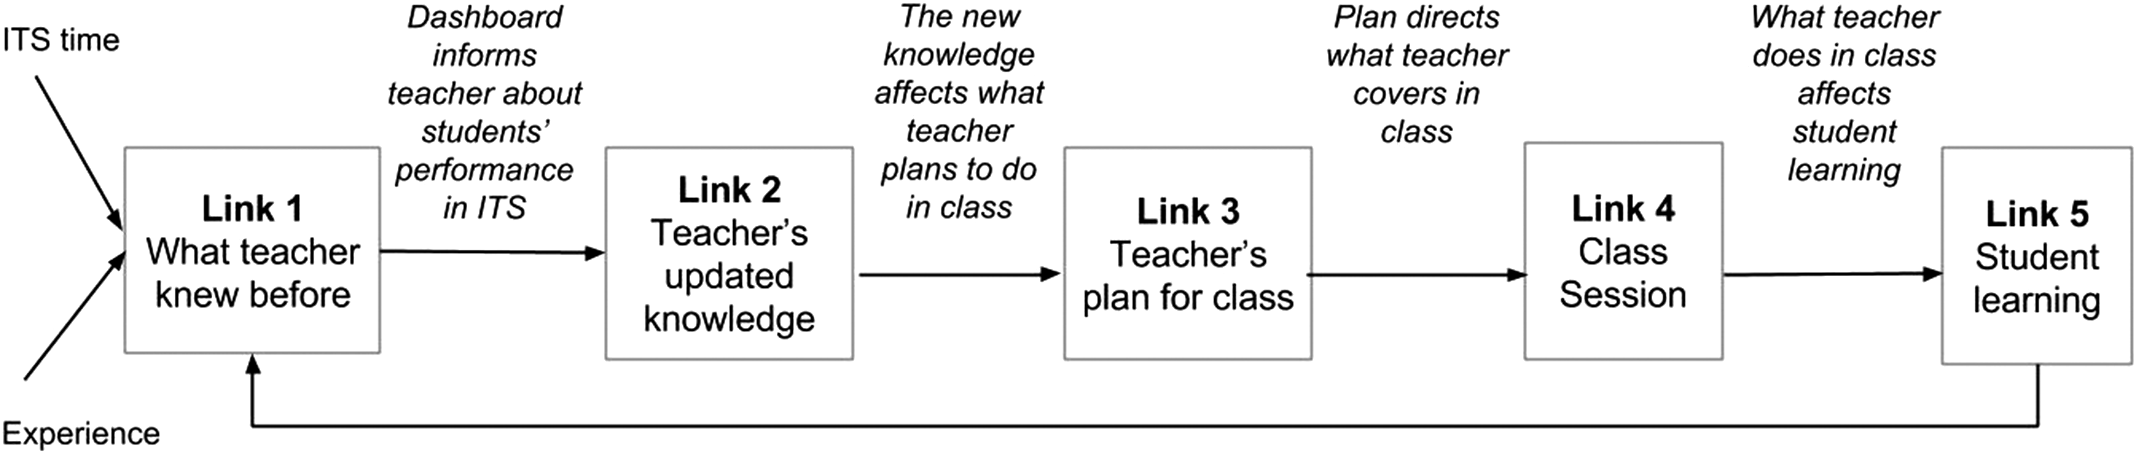 ITS time
Experience
Link 1
What teacher
knew before
Dashboard
informs
teacher about
students’
performance
in ITS
Link 2
Teacher’s
updated
knowledge
The new
knowledge
affects what
teacher
plans to do
in class
Link 3
Teacher’s
plan for class
Plan directs
what teacher
covers in
class
Link 4
Class
Session
What teacher
does in class
affects
student
learning
Link 5
Student
learning